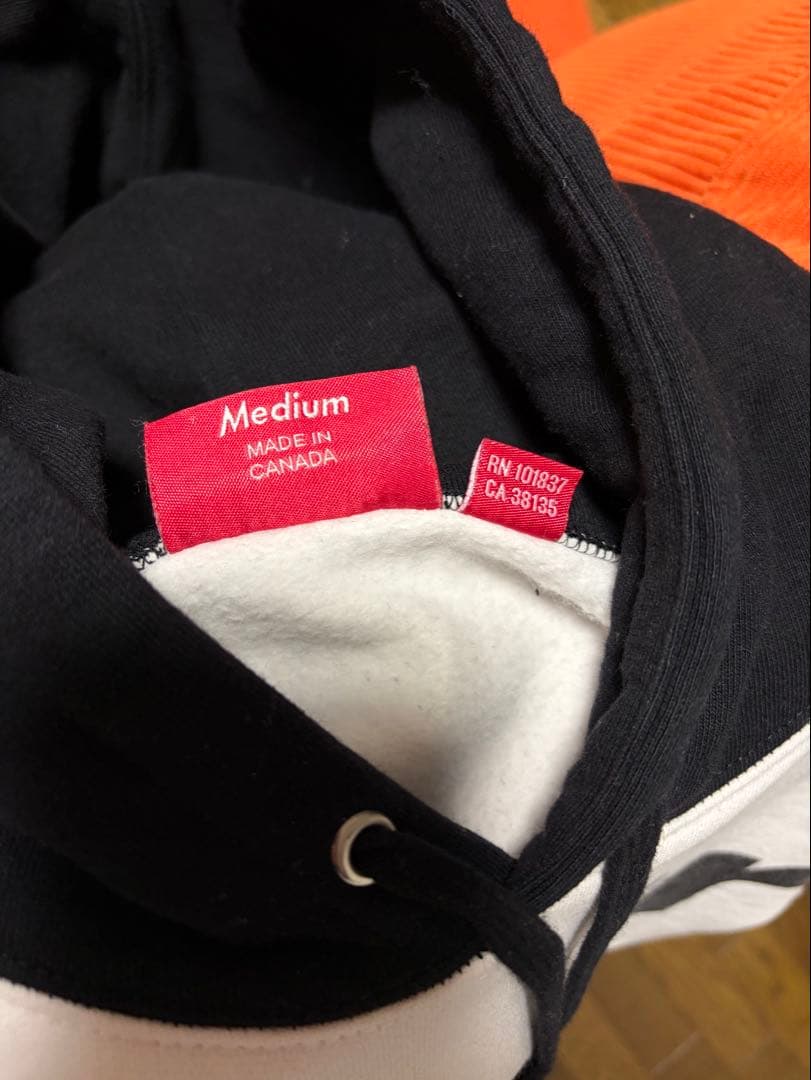 Medium
MADE IN
CANADA
RN 101837
CA 38135